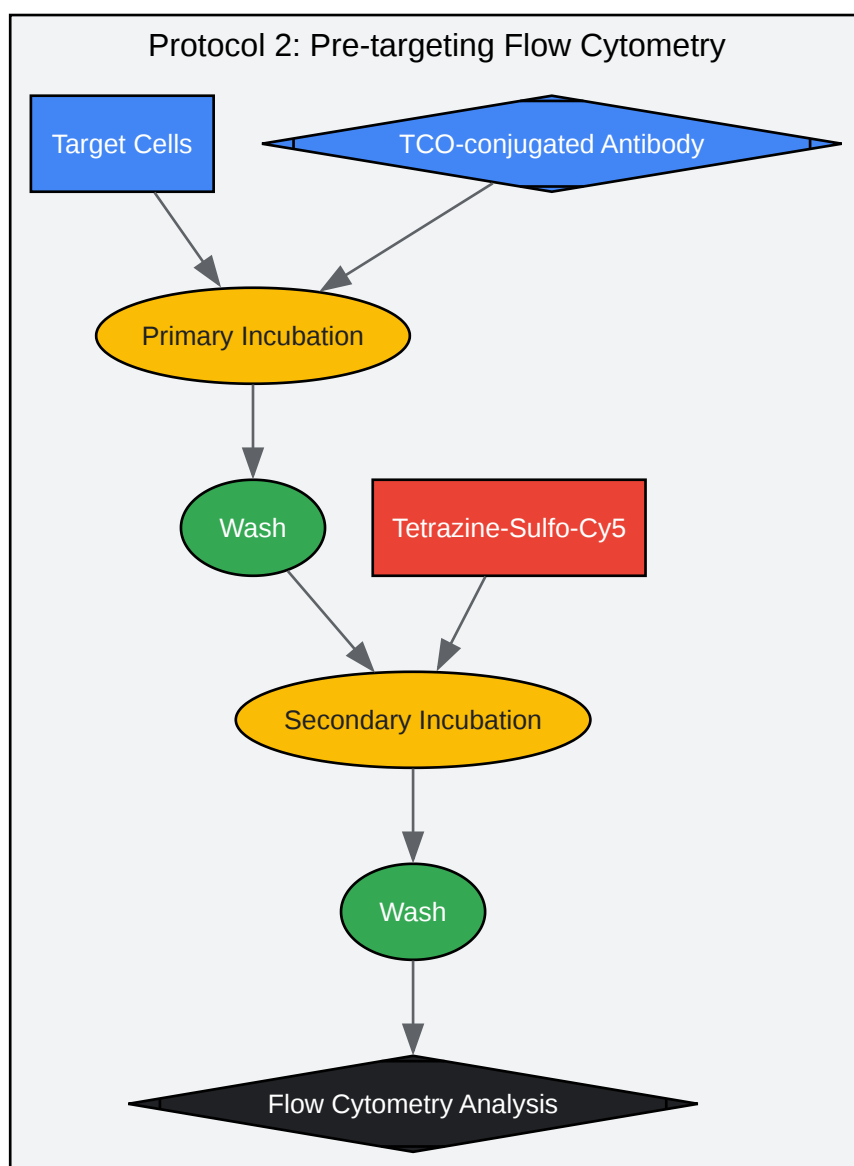 Protocol 2: Pre-targeting Flow Cytometry
Target Cells
TCO-conjugated Antibody
Primary Incubation
Wash
Tetrazine-Sulfo-Cy5
Secondary Incubation
Wash
Flow Cytometry Analysis